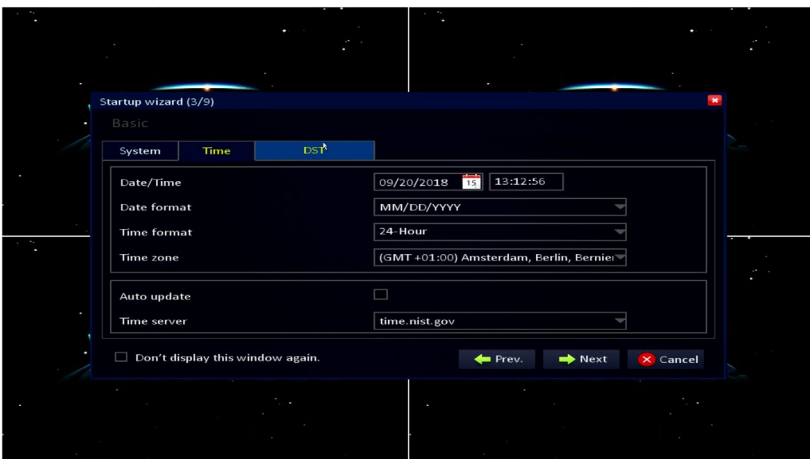 Startup wizard (3/9)
Basic
System Time DST
Date/Time 09/20/2018 15 13:12:56
Date format MM/DD/YYYY
Time format 24-Hour
Time zone (GMT +01:00) Amsterdam, Berlin, Bernier
Auto update
Time server time.nist.gov
Don't display this window again. Prev. Next Cancel